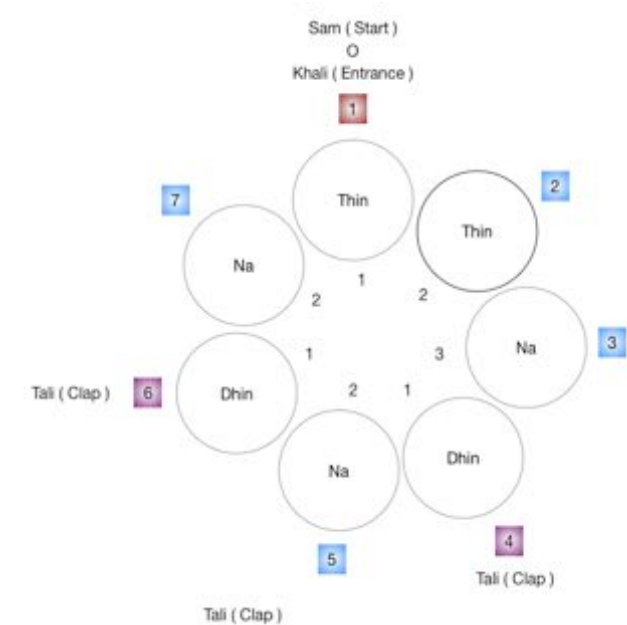 Sam ( Start )
O
Khali ( Entrance )
1
Thin
2
Thin
3
Na
4
Dhin
Tali ( Clap )
5
Na
Tali ( Clap )
6
Dhin
Tali ( Clap )
7
Na
1
2
3
1
2
1
2